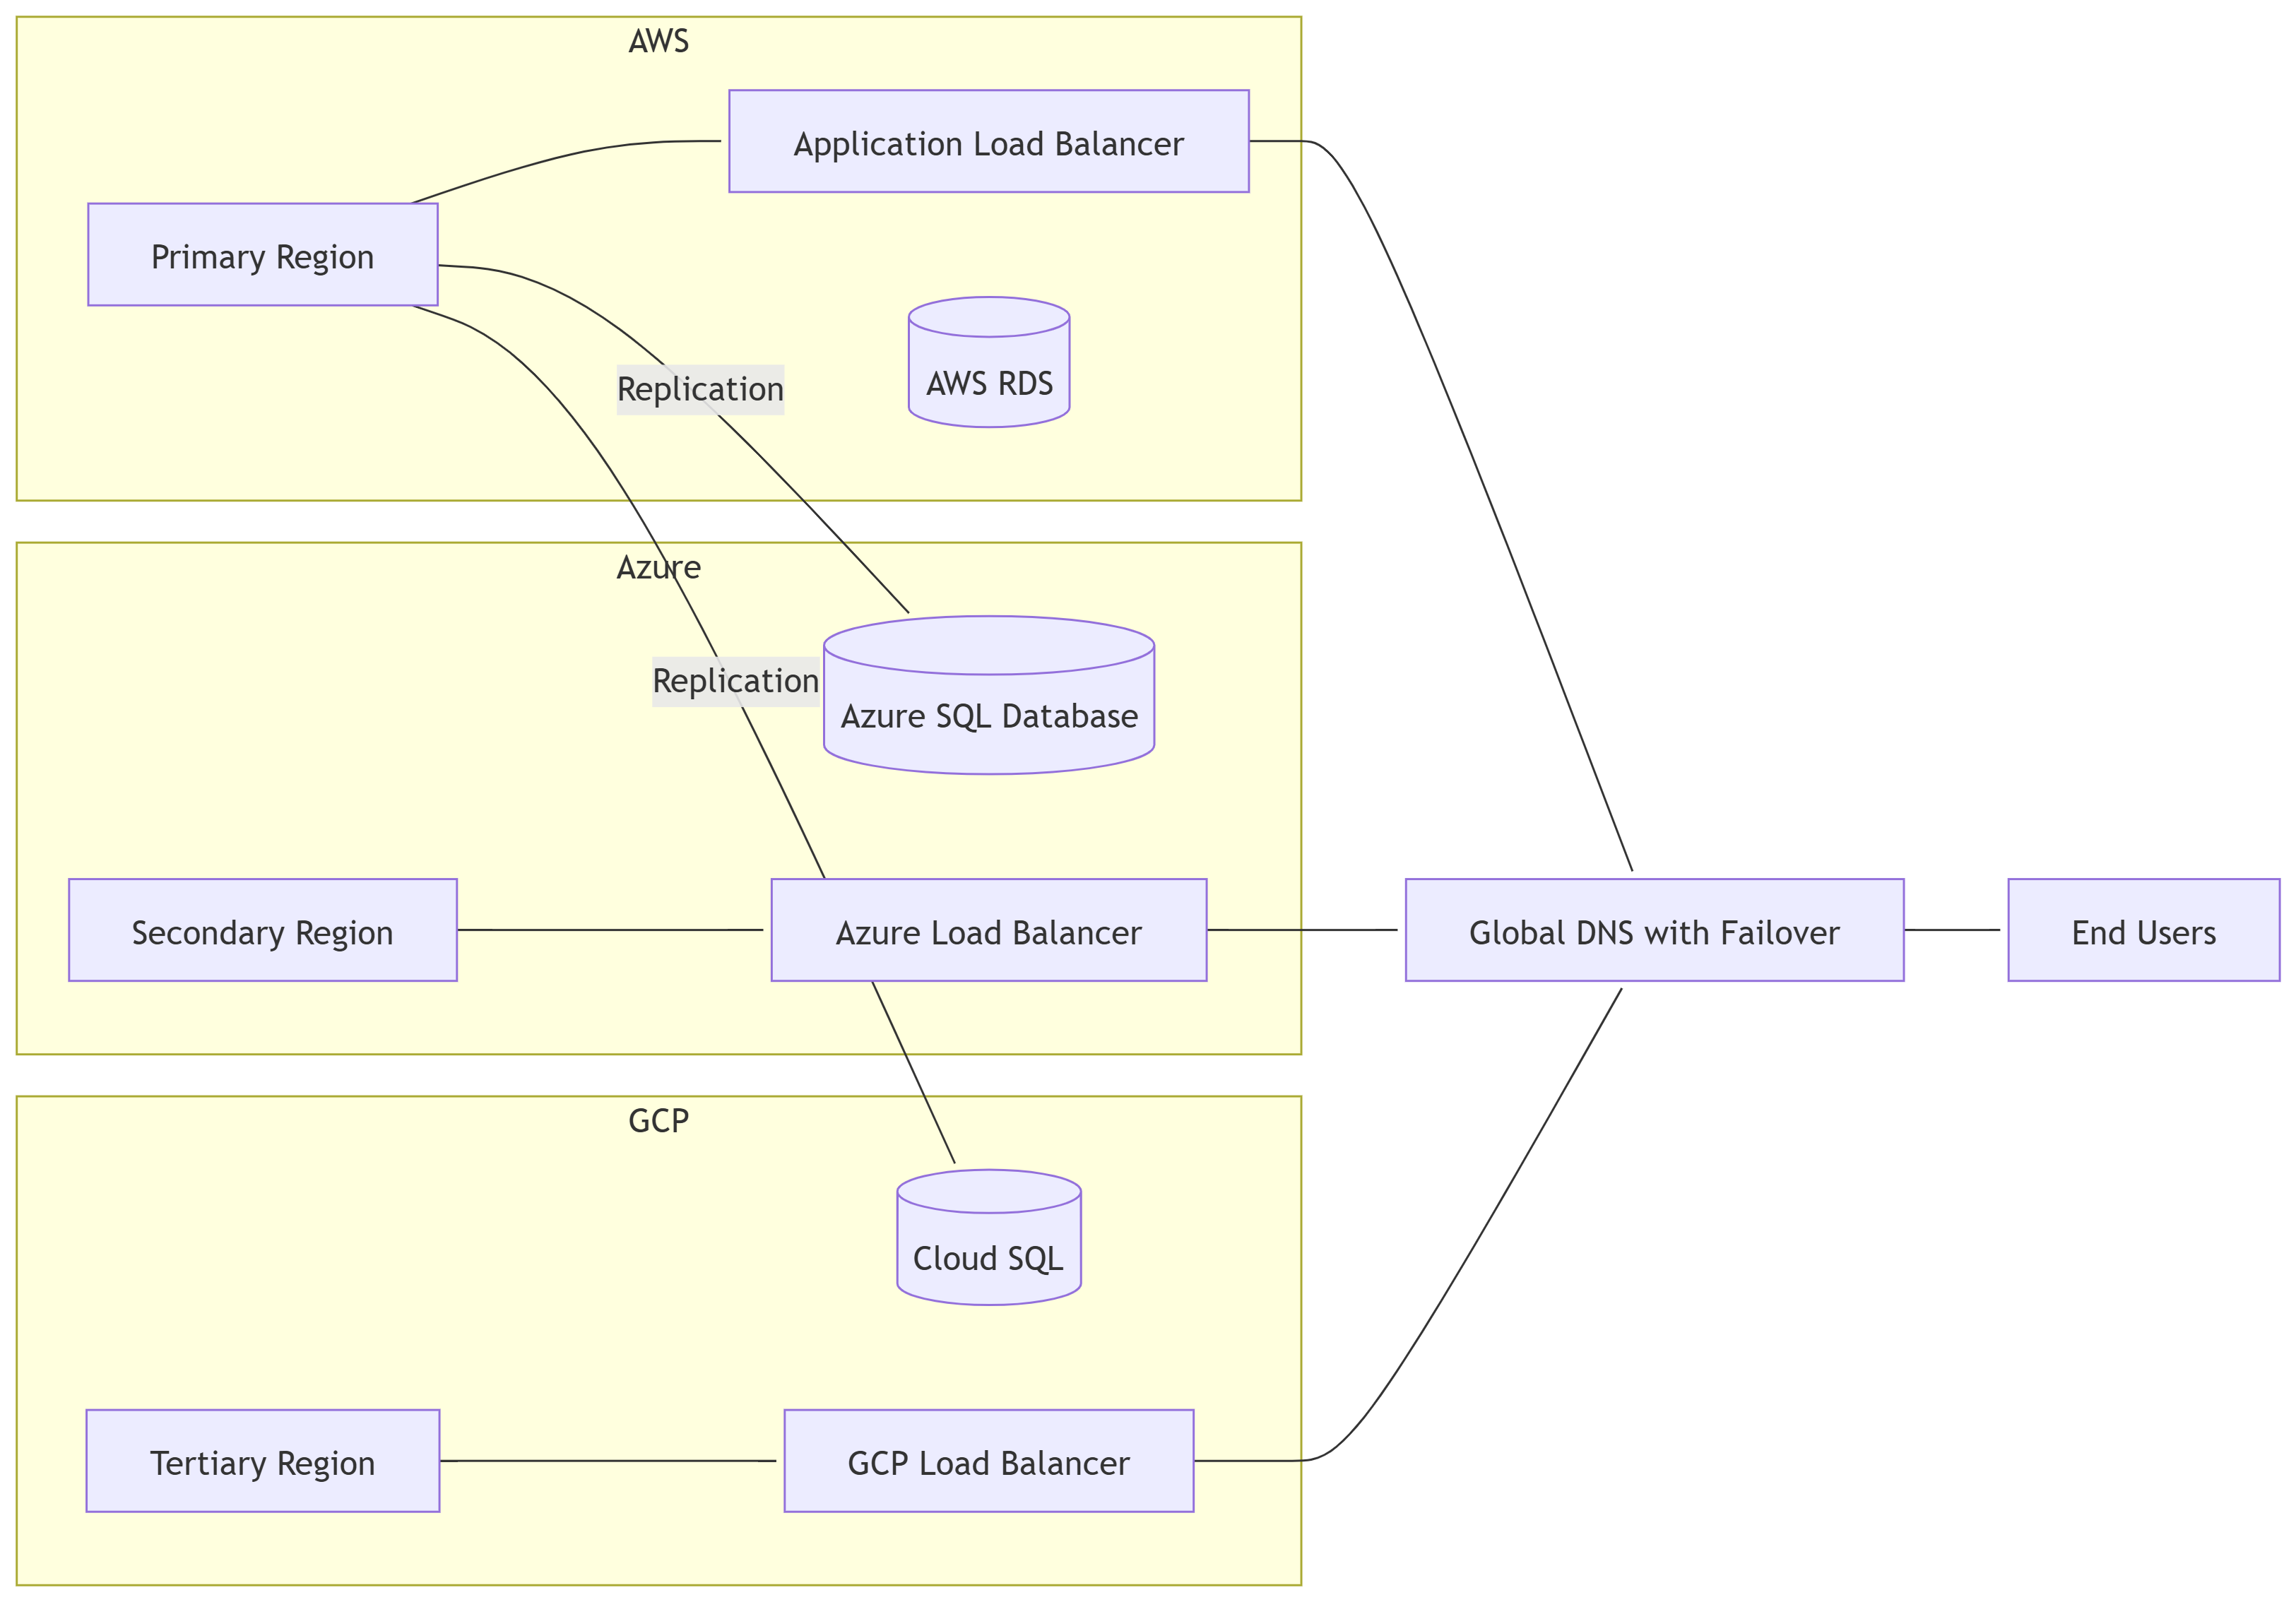 AWS
Application Load Balancer
Primary Region
Replication
AWS RDS
Azure
Replication
Azure SQL Database
Secondary Region
Azure Load Balancer
Global DNS with Failover
End Users
GCP
Cloud SQL
Tertiary Region
GCP Load Balancer